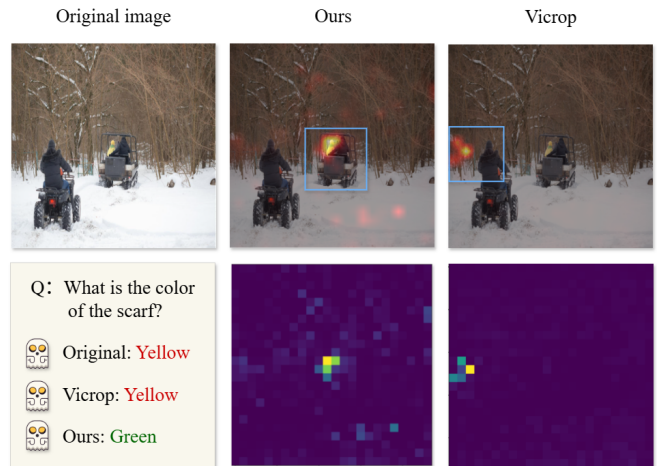 Original image
Ours
Vicrop
Q: What is the color
of the scarf?
Original: Yellow
Vicrop: Yellow
Ours: Green